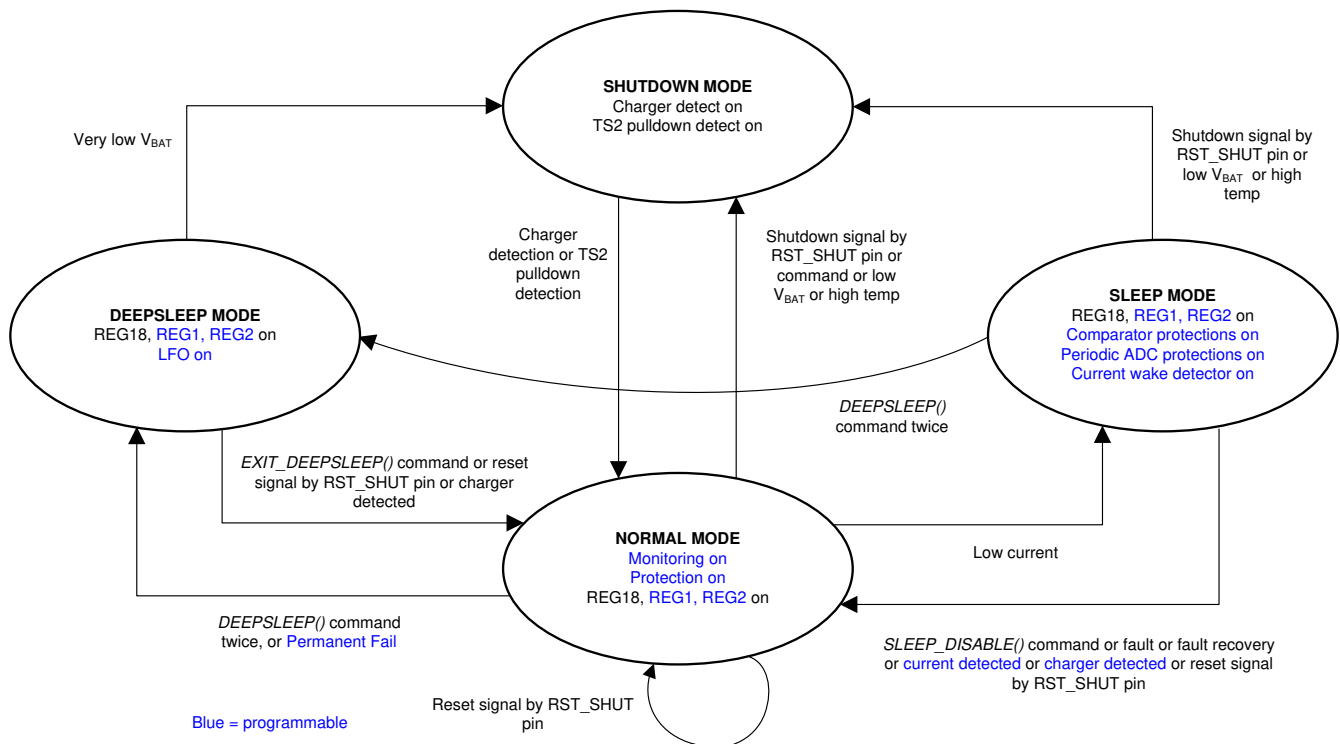 SHUTDOWN MODE
Charger detect on
TS2 pulldown detect on
Very low VBAT
Shutdown signal by
RST_SHUT pin or
low VBAT or high
temp
Charger
detection or TS2
pulldown
detection
Shutdown signal by
RST_SHUT pin or
command or low
VBAT or high temp
DEEPSLEEP MODE
REG18, REG1, REG2 on
LFO on
SLEEP MODE
REG18, REG1, REG2 on
Comparator protections on
Periodic ADC protections on
Current wake detector on
DEEPSLEEP()
command twice
EXIT_DEEPSLEEP() command or reset
signal by RST_SHUT pin or charger
detected
NORMAL MODE
Monitoring on
Protection on
REG18, REG1, REG2 on
Low current
DEEPSLEEP() command
twice, or Permanent Fail
SLEEP_DISABLE() command or fault or fault recovery
or current detected or charger detected or reset signal
by RST_SHUT pin
Reset signal by RST_SHUT
pin
Blue = programmable